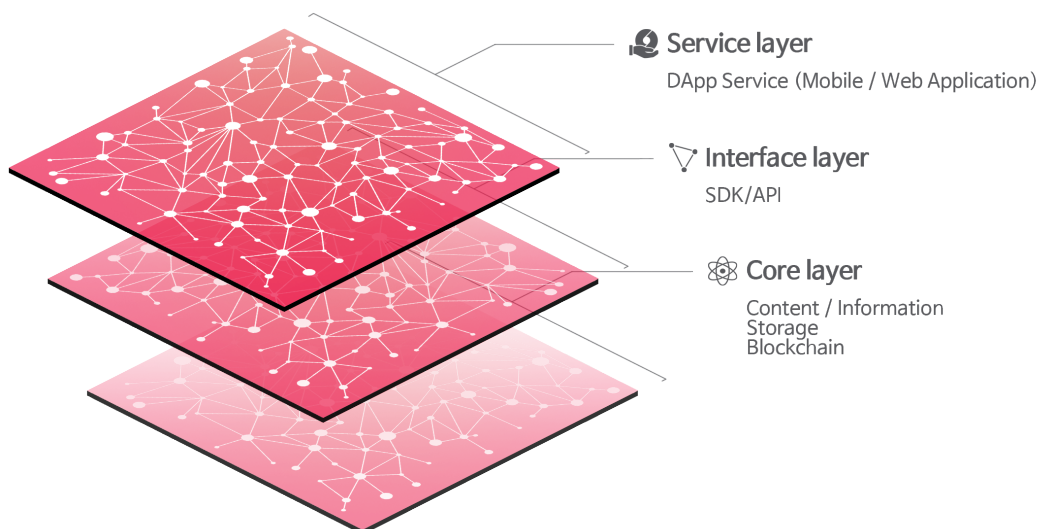 Service layer
DApp Service (Mobile / Web Application)
Interface layer
SDK/API
Core layer
Content / Information
Storage
Blockchain